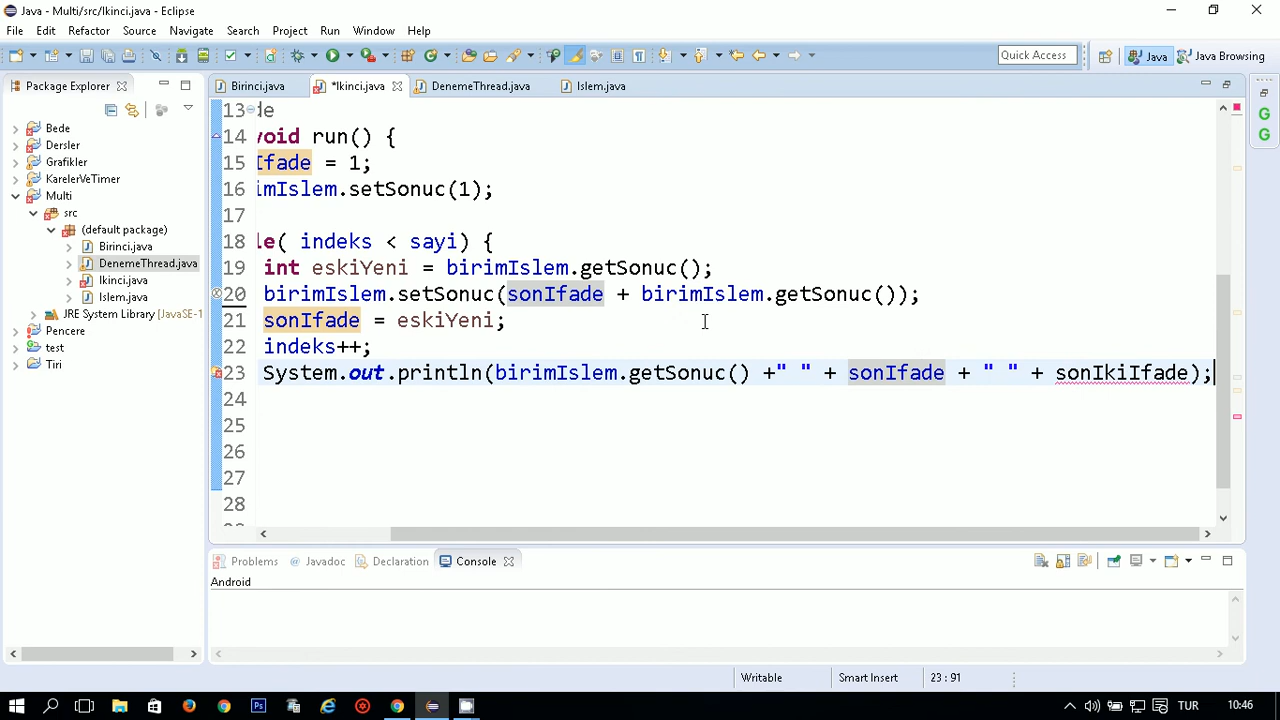 Java - Multi/src/Ikinci.java - Eclipse
File Edit Refactor Source Navigate Search Project Run Window Help
Quick Access Java Java Browsing
Package Explorer
Birinci.java *Ikinci.java DenemeThread.java Islem.java
Bede
Dersler
Grafikler
KarelerVeTimer
Multi
src
(default package)
Birinci.java
DenemeThread.java
Ikinci.java
Islem.java
JRE System Library [JavaSE-1
Pencere
test
Tiri
13 de
14 void run() {
15 Ifade = 1;
16 imIslem.setSonuc(1);
17
18 le( indeks < sayi) {
19 int eskiYeni = birimIslem.getSonuc();
20 birimIslem.setSonuc(sonIfade + birimIslem.getSonuc());
21 sonIfade = eskiYeni;
22 indeks++;
23 System.out.println(birimIslem.getSonuc() +" " + sonIfade + " " + sonIkiIfade);
24
25
26
27
28
Problems Javadoc Declaration Console
Android
Writable Smart Insert 23 : 91
TUR 10:46